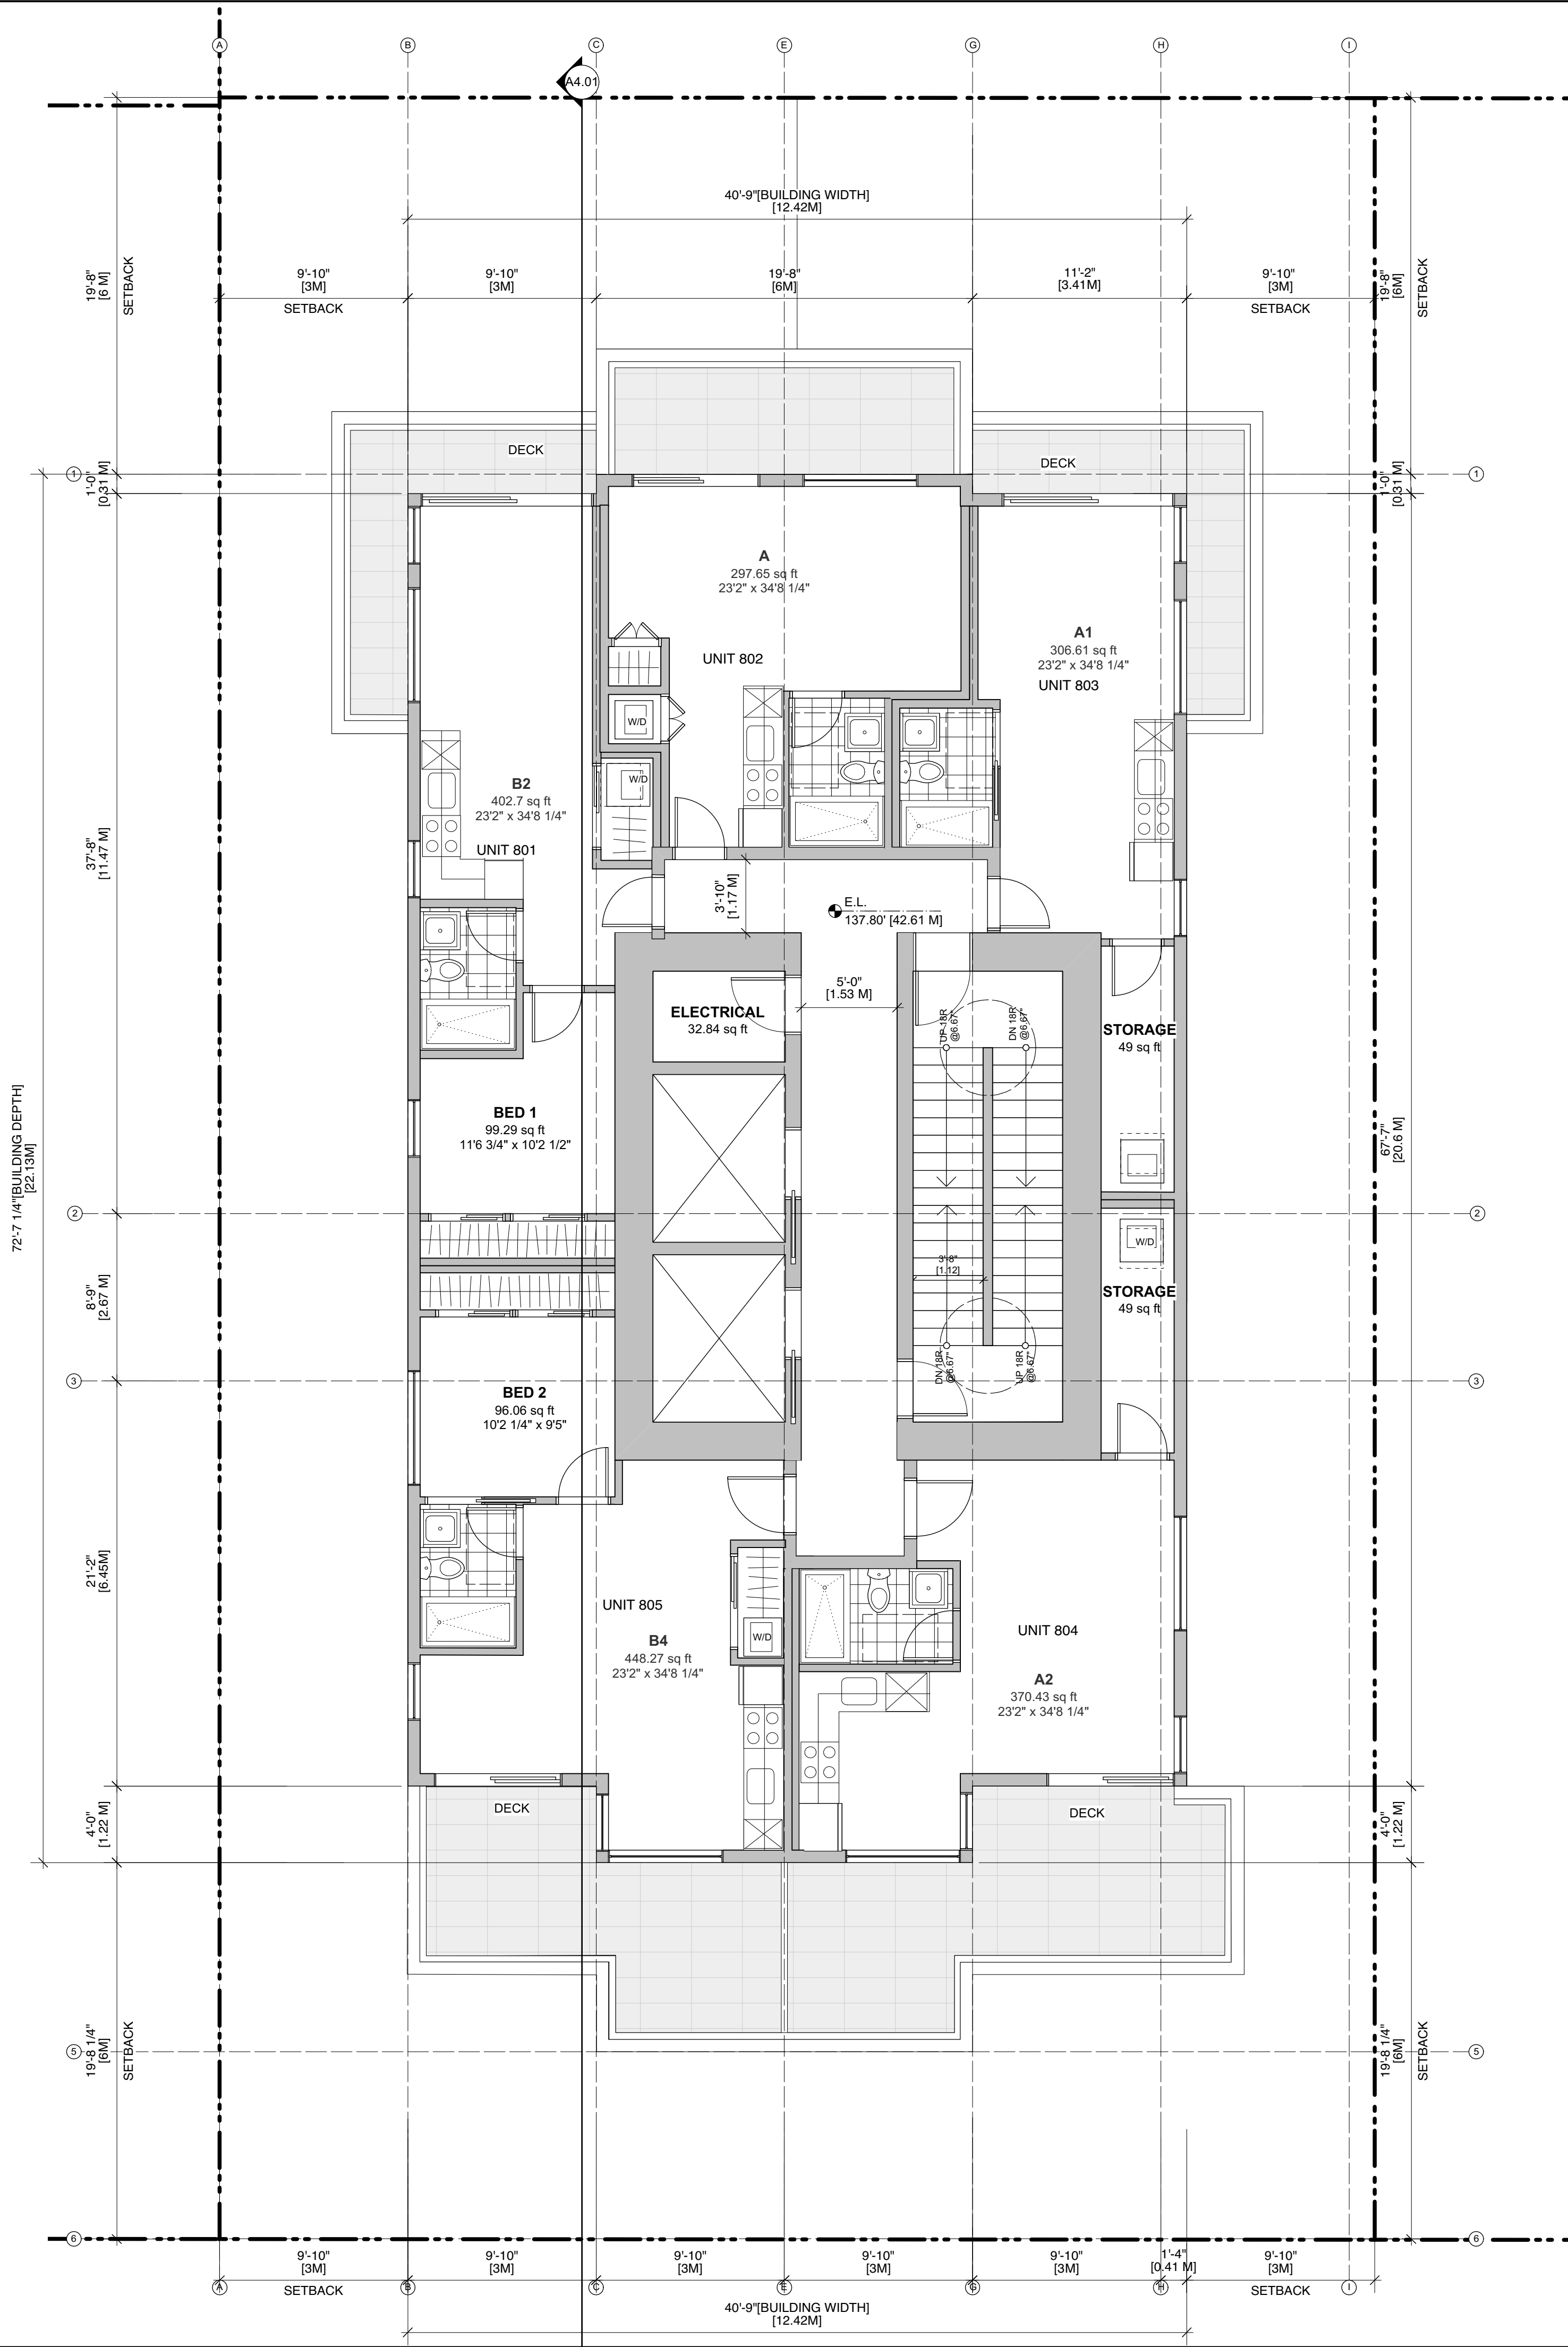 A
B
C
E
G
H
I
A4.01
40'-9"[BUILDING WIDTH]
[12.42M]
19'-8"
[6 M]
SETBACK
9'-10"
[3M]
SETBACK
9'-10"
[3M]
19'-8"
[6M]
11'-2"
[3.41M]
9'-10"
[3M]
SETBACK
19'-8"
[6M]
SETBACK
DECK
DECK
1
1'-0"
[0.31 M]
1'-0"
[0.31 M]
1
A
297.65 sq ft
23'2" x 34'8 1/4"
UNIT 802
A1
306.61 sq ft
23'2" x 34'8 1/4"
UNIT 803
W/D
W/D
B2
402.7 sq ft
23'2" x 34'8 1/4"
UNIT 801
37'-8"
[11.47 M]
3'-10"
[1.17 M]
E.L.
137.80' [42.61 M]
5'-0"
[1.53 M]
ELECTRICAL
32.84 sq ft
UP 18R
@6.67"
DN 18R
@6.67"
STORAGE
49 sq ft
BED 1
99.29 sq ft
11'6 3/4" x 10'2 1/2"
72'-7 1/4"[BUILDING DEPTH]
[22.13M]
67'-7"
[20.6 M]
2
2
W/D
3'-8"
[1.12]
STORAGE
49 sq ft
8'-9"
[2.67 M]
DN 18R
@6.67"
UP 18R
@6.67"
3
3
BED 2
96.06 sq ft
10'2 1/4" x 9'5"
21'-2"
[6.45M]
UNIT 805
B4
448.27 sq ft
23'2" x 34'8 1/4"
W/D
UNIT 804
A2
370.43 sq ft
23'2" x 34'8 1/4"
DECK
DECK
4'-0"
[1.22 M]
4'-0"
[1.22 M]
5
19'-8 1/4"
[6M]
SETBACK
19'-8 1/4"
[6M]
SETBACK
5
6
6
9'-10"
[3M]
SETBACK
9'-10"
[3M]
9'-10"
[3M]
9'-10"
[3M]
9'-10"
[3M]
1'-4"
[0.41 M]
9'-10"
[3M]
SETBACK
A
B
C
E
G
H
I
40'-9"[BUILDING WIDTH]
[12.42M]